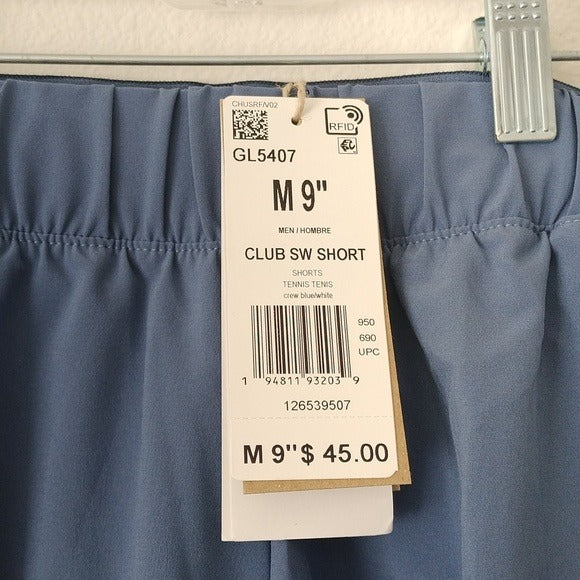 CHUSRF/V02
RFID
GL5407
M 9"
MEN / HOMBRE
CLUB SW SHORT
SHORTS
TENNIS TENIS
crew blue/white
950
690
UPC
1 94811 93203 9
126539507
M 9" $ 45.00